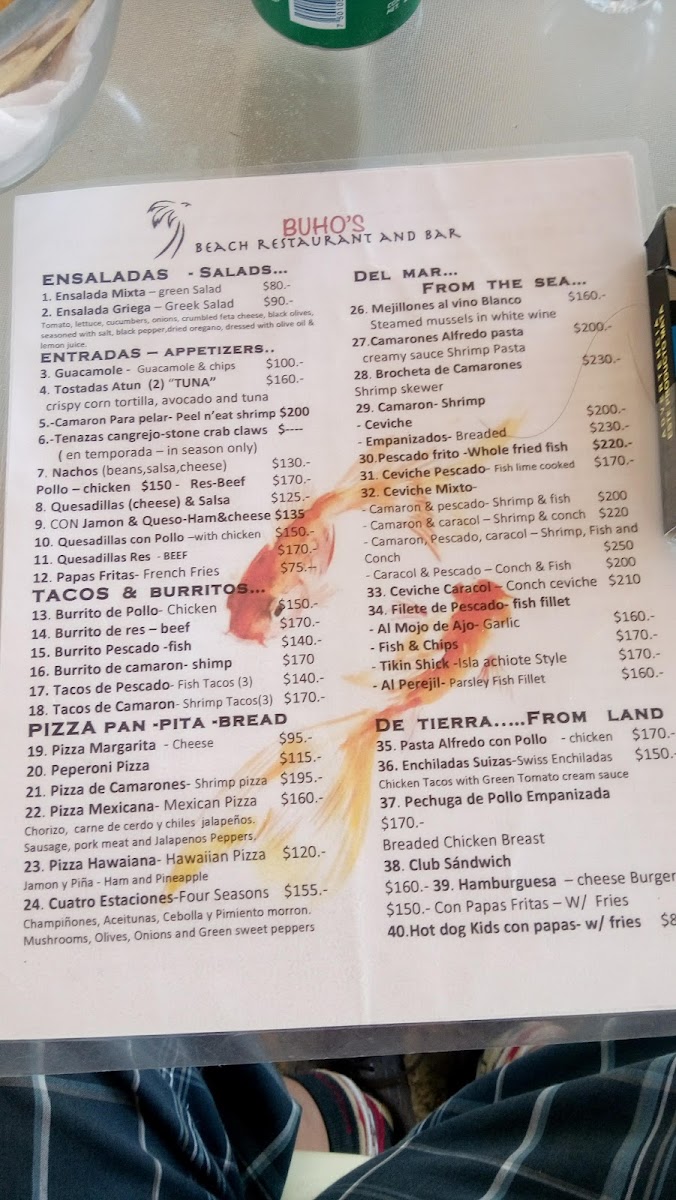 BUHO'S
BEACH RESTAURANT AND BAR
ENSALADAS - SALADS...
1. Ensalada Mixta – green Salad $80.-
2. Ensalada Griega – Greek Salad $90.-
Tomato, lettuce, cucumbers, onions, crumbled feta cheese, black olives,
seasoned with salt, black pepper,dried oregano, dressed with olive oil &
lemon juice.
ENTRADAS – APPETIZERS..
3. Guacamole - Guacamole & chips $100.-
4. Tostadas Atun (2) "TUNA" $160.-
crispy corn tortilla, avocado and tuna
5.-Camaron Para pelar- Peel n'eat shrimp $200
6.-Tenazas cangrejo-stone crab claws $----
( en temporada – in season only)
7. Nachos (beans,salsa,cheese) $130.-
Pollo – chicken $150 - Res-Beef $170.-
8. Quesadillas (cheese) & Salsa $125.-
9. CON Jamon & Queso-Ham&cheese $135
10. Quesadillas con Pollo –with chicken $150.-
11. Quesadillas Res - BEEF $170.-
12. Papas Fritas- French Fries $75.–
TACOS & BURRITOS...
13. Burrito de Pollo- Chicken $150.-
14. Burrito de res – beef $170.-
15. Burrito Pescado -fish $140.-
16. Burrito de camaron- shimp $170
17. Tacos de Pescado- Fish Tacos (3) $140.-
18. Tacos de Camaron- Shrimp Tacos(3) $170.-
PIZZA PAN -PITA -BREAD
19. Pizza Margarita - Cheese $95.-
20. Peperoni Pizza $115.-
21. Pizza de Camarones- Shrimp pizza $195.-
22. Pizza Mexicana- Mexican Pizza $160.-
Chorizo, carne de cerdo y chiles jalapeños.
Sausage, pork meat and Jalapenos Peppers,
23. Pizza Hawaiana- Hawaiian Pizza $120.-
Jamon y Piña - Ham and Pineapple
24. Cuatro Estaciones-Four Seasons $155.-
Champiñones, Aceitunas, Cebolla y Pimiento morron.
Mushrooms, Olives, Onions and Green sweet peppers
DEL MAR...
FROM THE SEA...
26. Mejillones al vino Blanco $160.-
Steamed mussels in white wine
27.Camarones Alfredo pasta $200.-
creamy sauce Shrimp Pasta
28. Brocheta de Camarones $230.-
Shrimp skewer
29. Camaron- Shrimp
- Ceviche $200.-
- Empanizados- Breaded $230.-
30.Pescado frito -Whole fried fish $220.-
31. Ceviche Pescado- Fish lime cooked $170.-
32. Ceviche Mixto-
- Camaron & pescado- Shrimp & fish $200
- Camaron & caracol – Shrimp & conch $220
- Camaron, Pescado, caracol – Shrimp, Fish and
Conch $250
- Caracol & Pescado – Conch & Fish $200
33. Ceviche Caracol – Conch ceviche $210
34. Filete de Pescado- fish fillet
- Al Mojo de Ajo- Garlic $160.-
- Fish & Chips $170.-
- Tikin Shick -Isla achiote Style $170.-
- Al Perejil- Parsley Fish Fillet $160.-
DE TIERRA.....FROM LAND
35. Pasta Alfredo con Pollo - chicken $170.-
36. Enchiladas Suizas-Swiss Enchiladas $150.-
Chicken Tacos with Green Tomato cream sauce
37. Pechuga de Pollo Empanizada
$170.-
Breaded Chicken Breast
38. Club Sándwich
$160.- 39. Hamburguesa – cheese Burger
$150.- Con Papas Fritas – W/ Fries
40.Hot dog Kids con papas- w/ fries $8